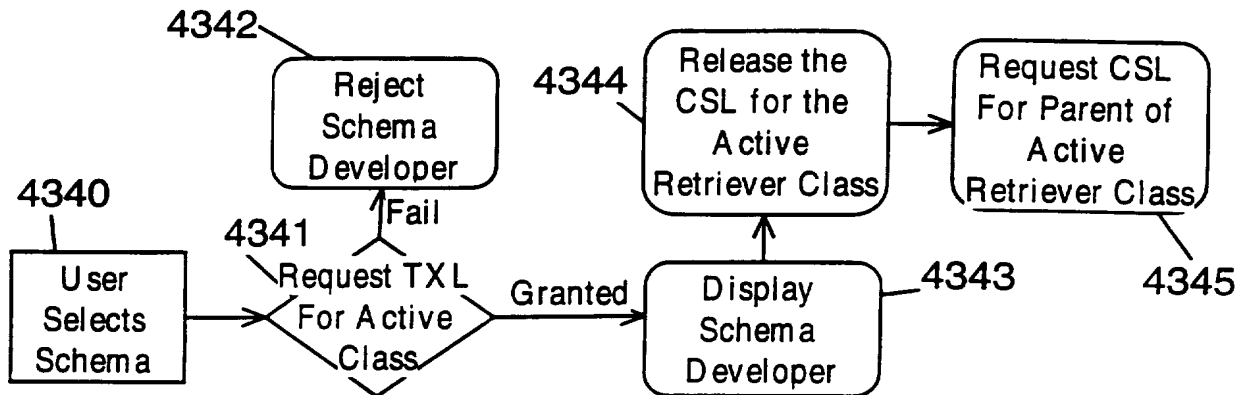 4342
Reject
Schema
Developer
4344
Release the
CSL for the
Active
Retriever Class
Request CSL
For Parent of
Active
Retriever Class
4340
User
Selects
Schema
4341
Fail
Request TXL
For Active
Class
Granted
Display
Schema
Developer
4343
4345